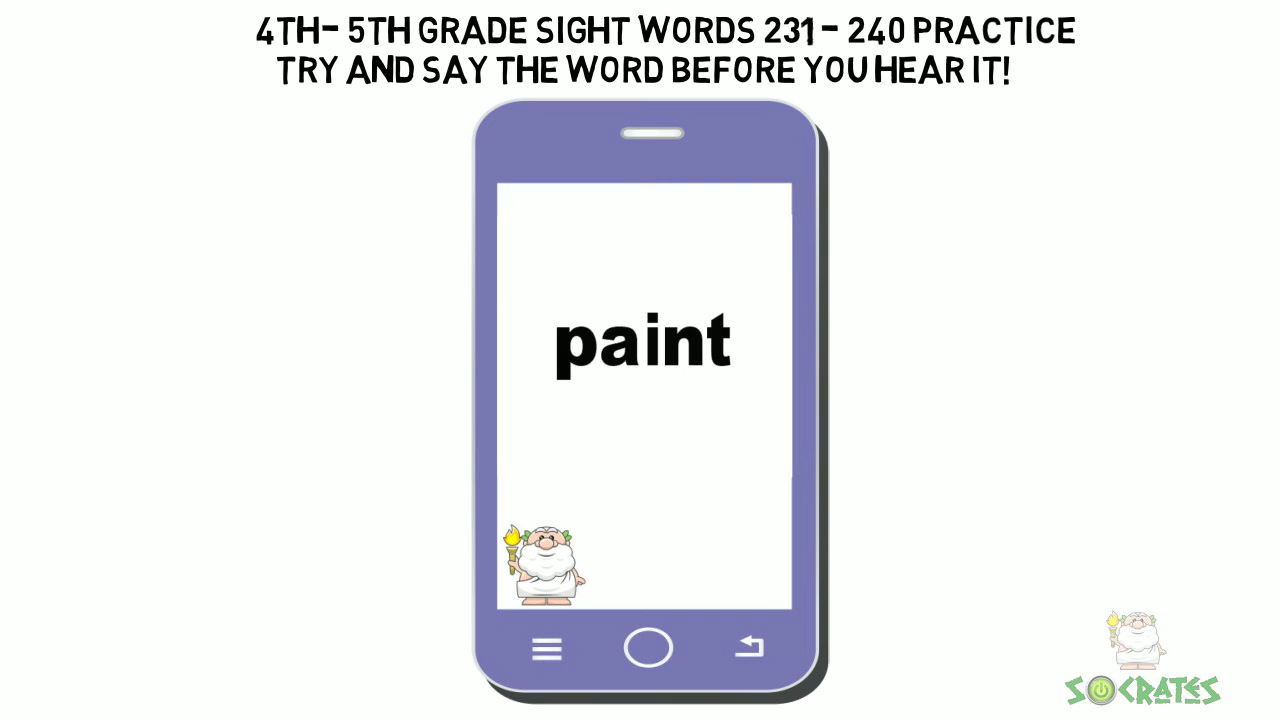 4TH- 5TH GRADE SIGHT WORDS 231 - 240 PRACTICE
TRY AND SAY THE WORD BEFORE YOU HEAR IT!
paint
SOCRATES